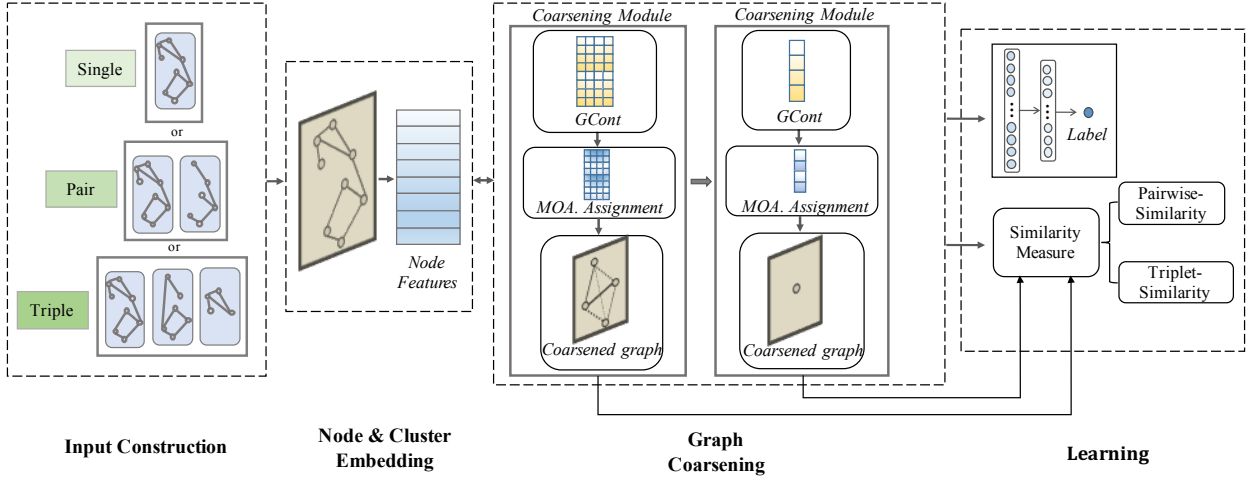 Single
or
Pair
or
Triple
Input Construction
Node
Features
Node & Cluster
Embedding
Coarsening Module
GCont
MOA. Assignment
Coarsened graph
Coarsening Module
GCont
MOA. Assignment
Coarsened graph
Graph
Coarsening
Label
Similarity
Measure
Pairwise-
Similarity
Triplet-
Similarity
Learning